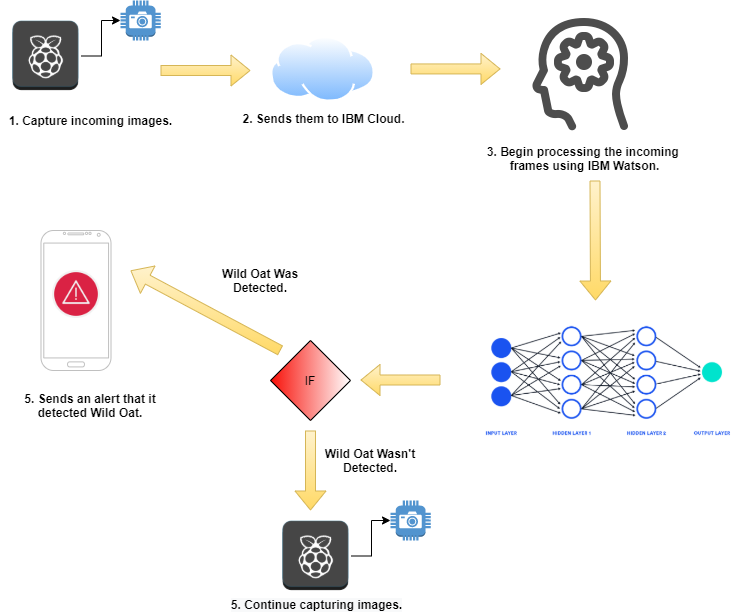 1. Capture incoming images.
2. Sends them to IBM Cloud.
3. Begin processing the incoming
frames using IBM Watson.
Wild Oat Was
Detected.
IF
5. Sends an alert that it
detected Wild Oat.
INPUT LAYER
HIDDEN LAYER 1
HIDDEN LAYER 2
OUTPUT LAYER
Wild Oat Wasn't
Detected.
5. Continue capturing images.